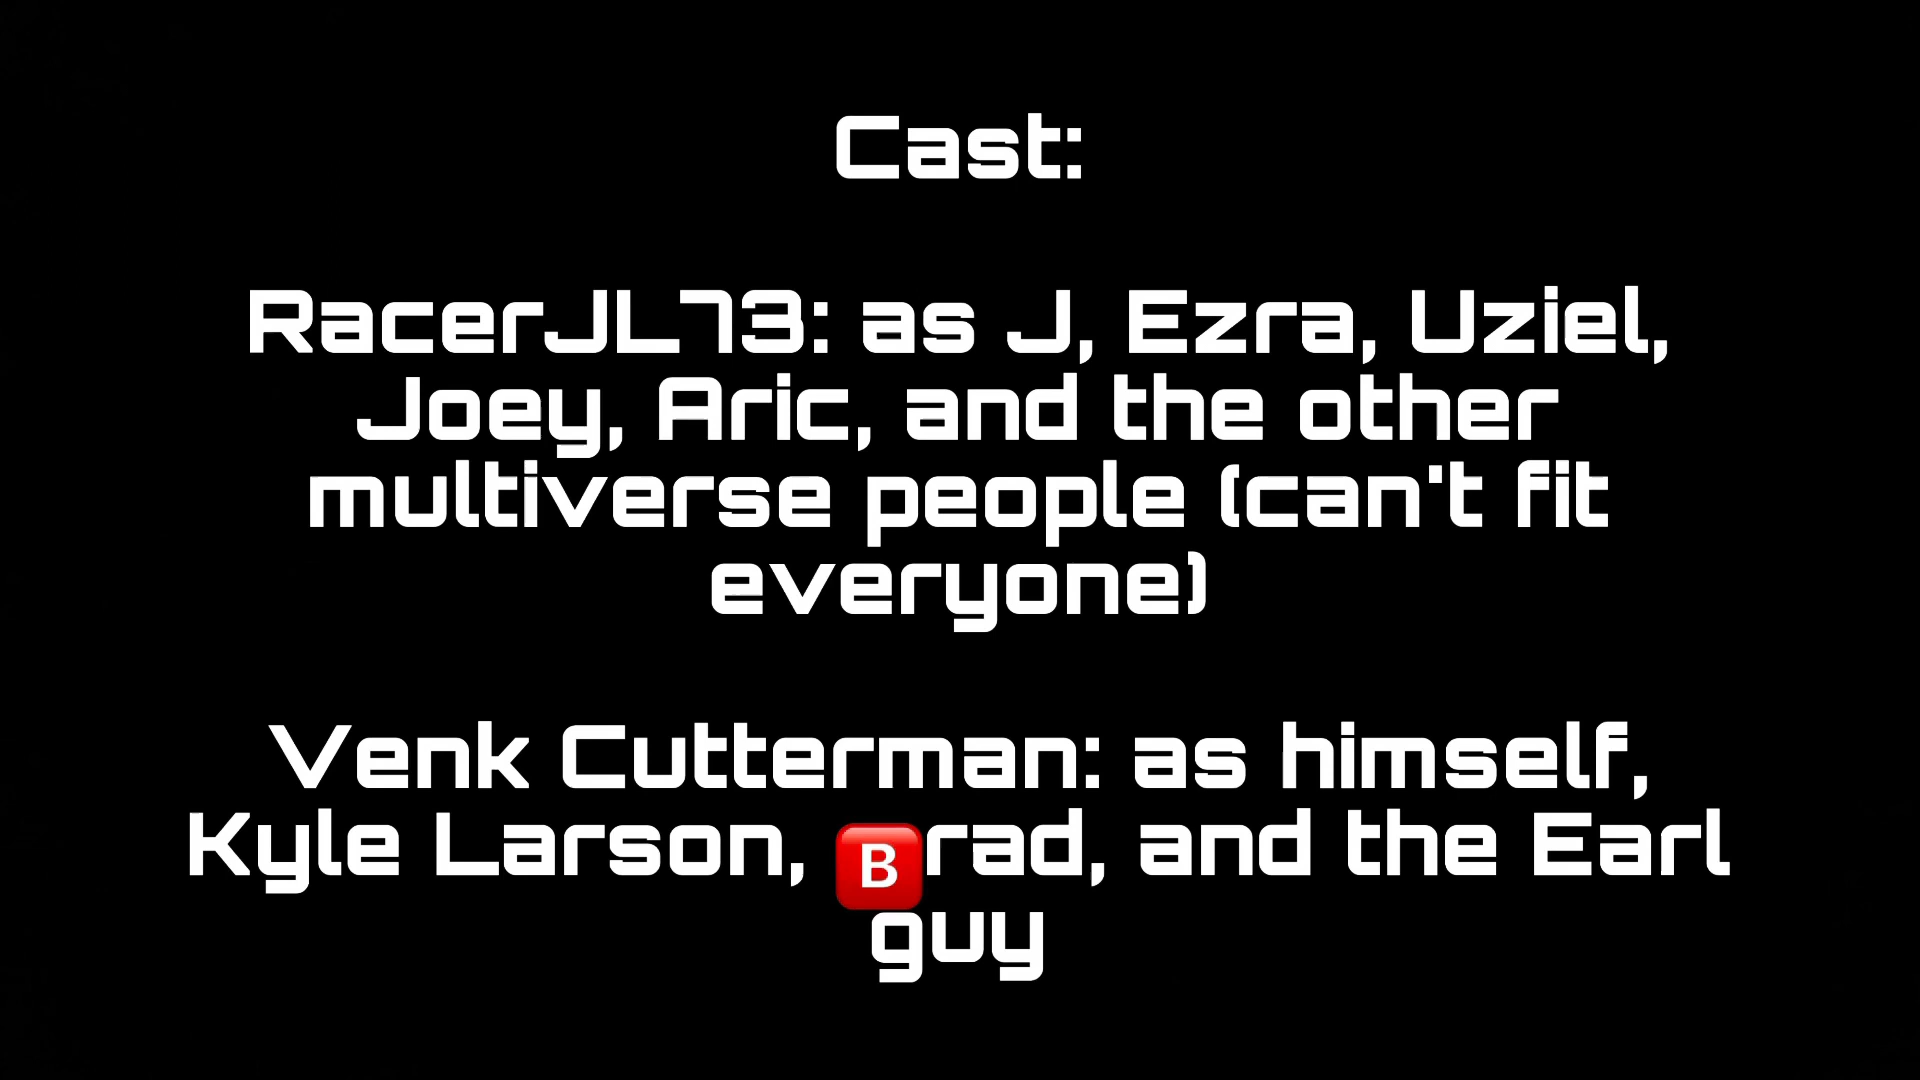 Cast:
RacerJL73: as J, Ezra, Uziel,
Joey, Aric, and the other
multiverse people (can't fit
everyone)
Venk Cutterman: as himself,
Kyle Larson, 🅱️rad, and the Earl
guy